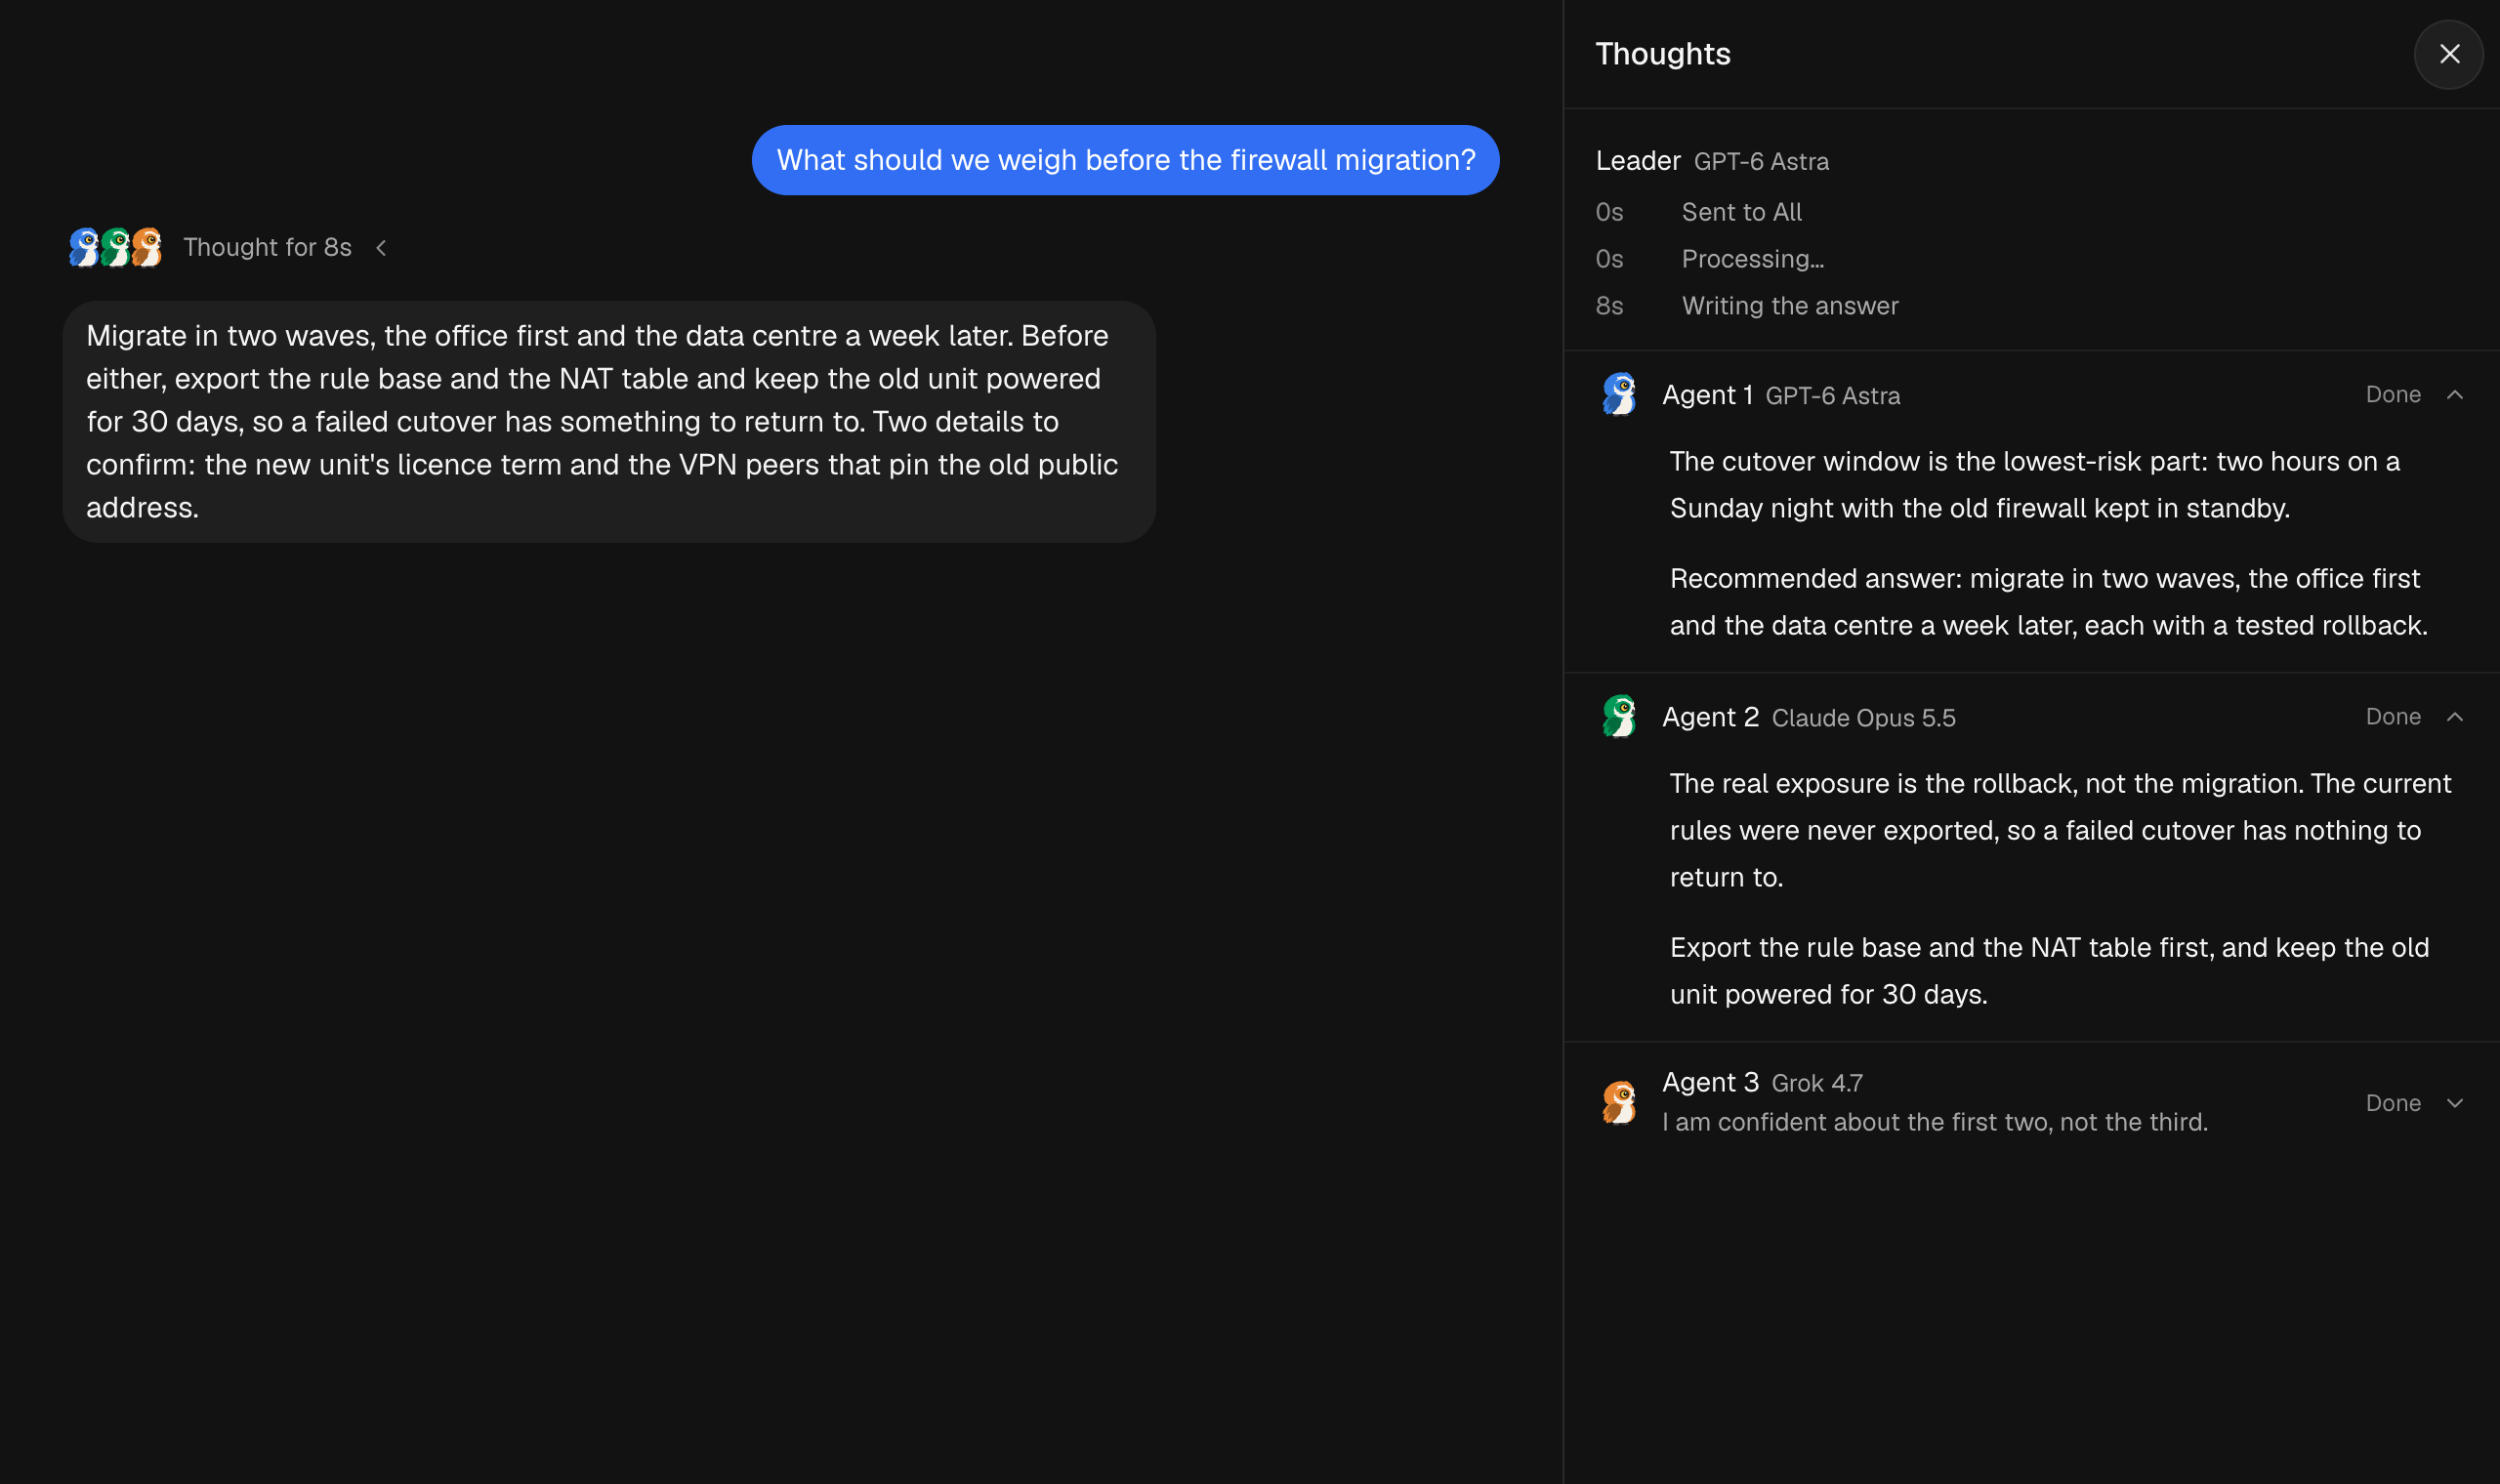 What should we weigh before the firewall migration?
Thought for 8s
Migrate in two waves, the office first and the data centre a week later. Before
either, export the rule base and the NAT table and keep the old unit powered
for 30 days, so a failed cutover has something to return to. Two details to
confirm: the new unit's licence term and the VPN peers that pin the old public
address.
Thoughts
Leader GPT-6 Astra
0s Sent to All
0s Processing...
8s Writing the answer
Agent 1 GPT-6 Astra Done
The cutover window is the lowest-risk part: two hours on a
Sunday night with the old firewall kept in standby.
Recommended answer: migrate in two waves, the office first
and the data centre a week later, each with a tested rollback.
Agent 2 Claude Opus 5.5 Done
The real exposure is the rollback, not the migration. The current
rules were never exported, so a failed cutover has nothing to
return to.
Export the rule base and the NAT table first, and keep the old
unit powered for 30 days.
Agent 3 Grok 4.7
I am confident about the first two, not the third.
Done